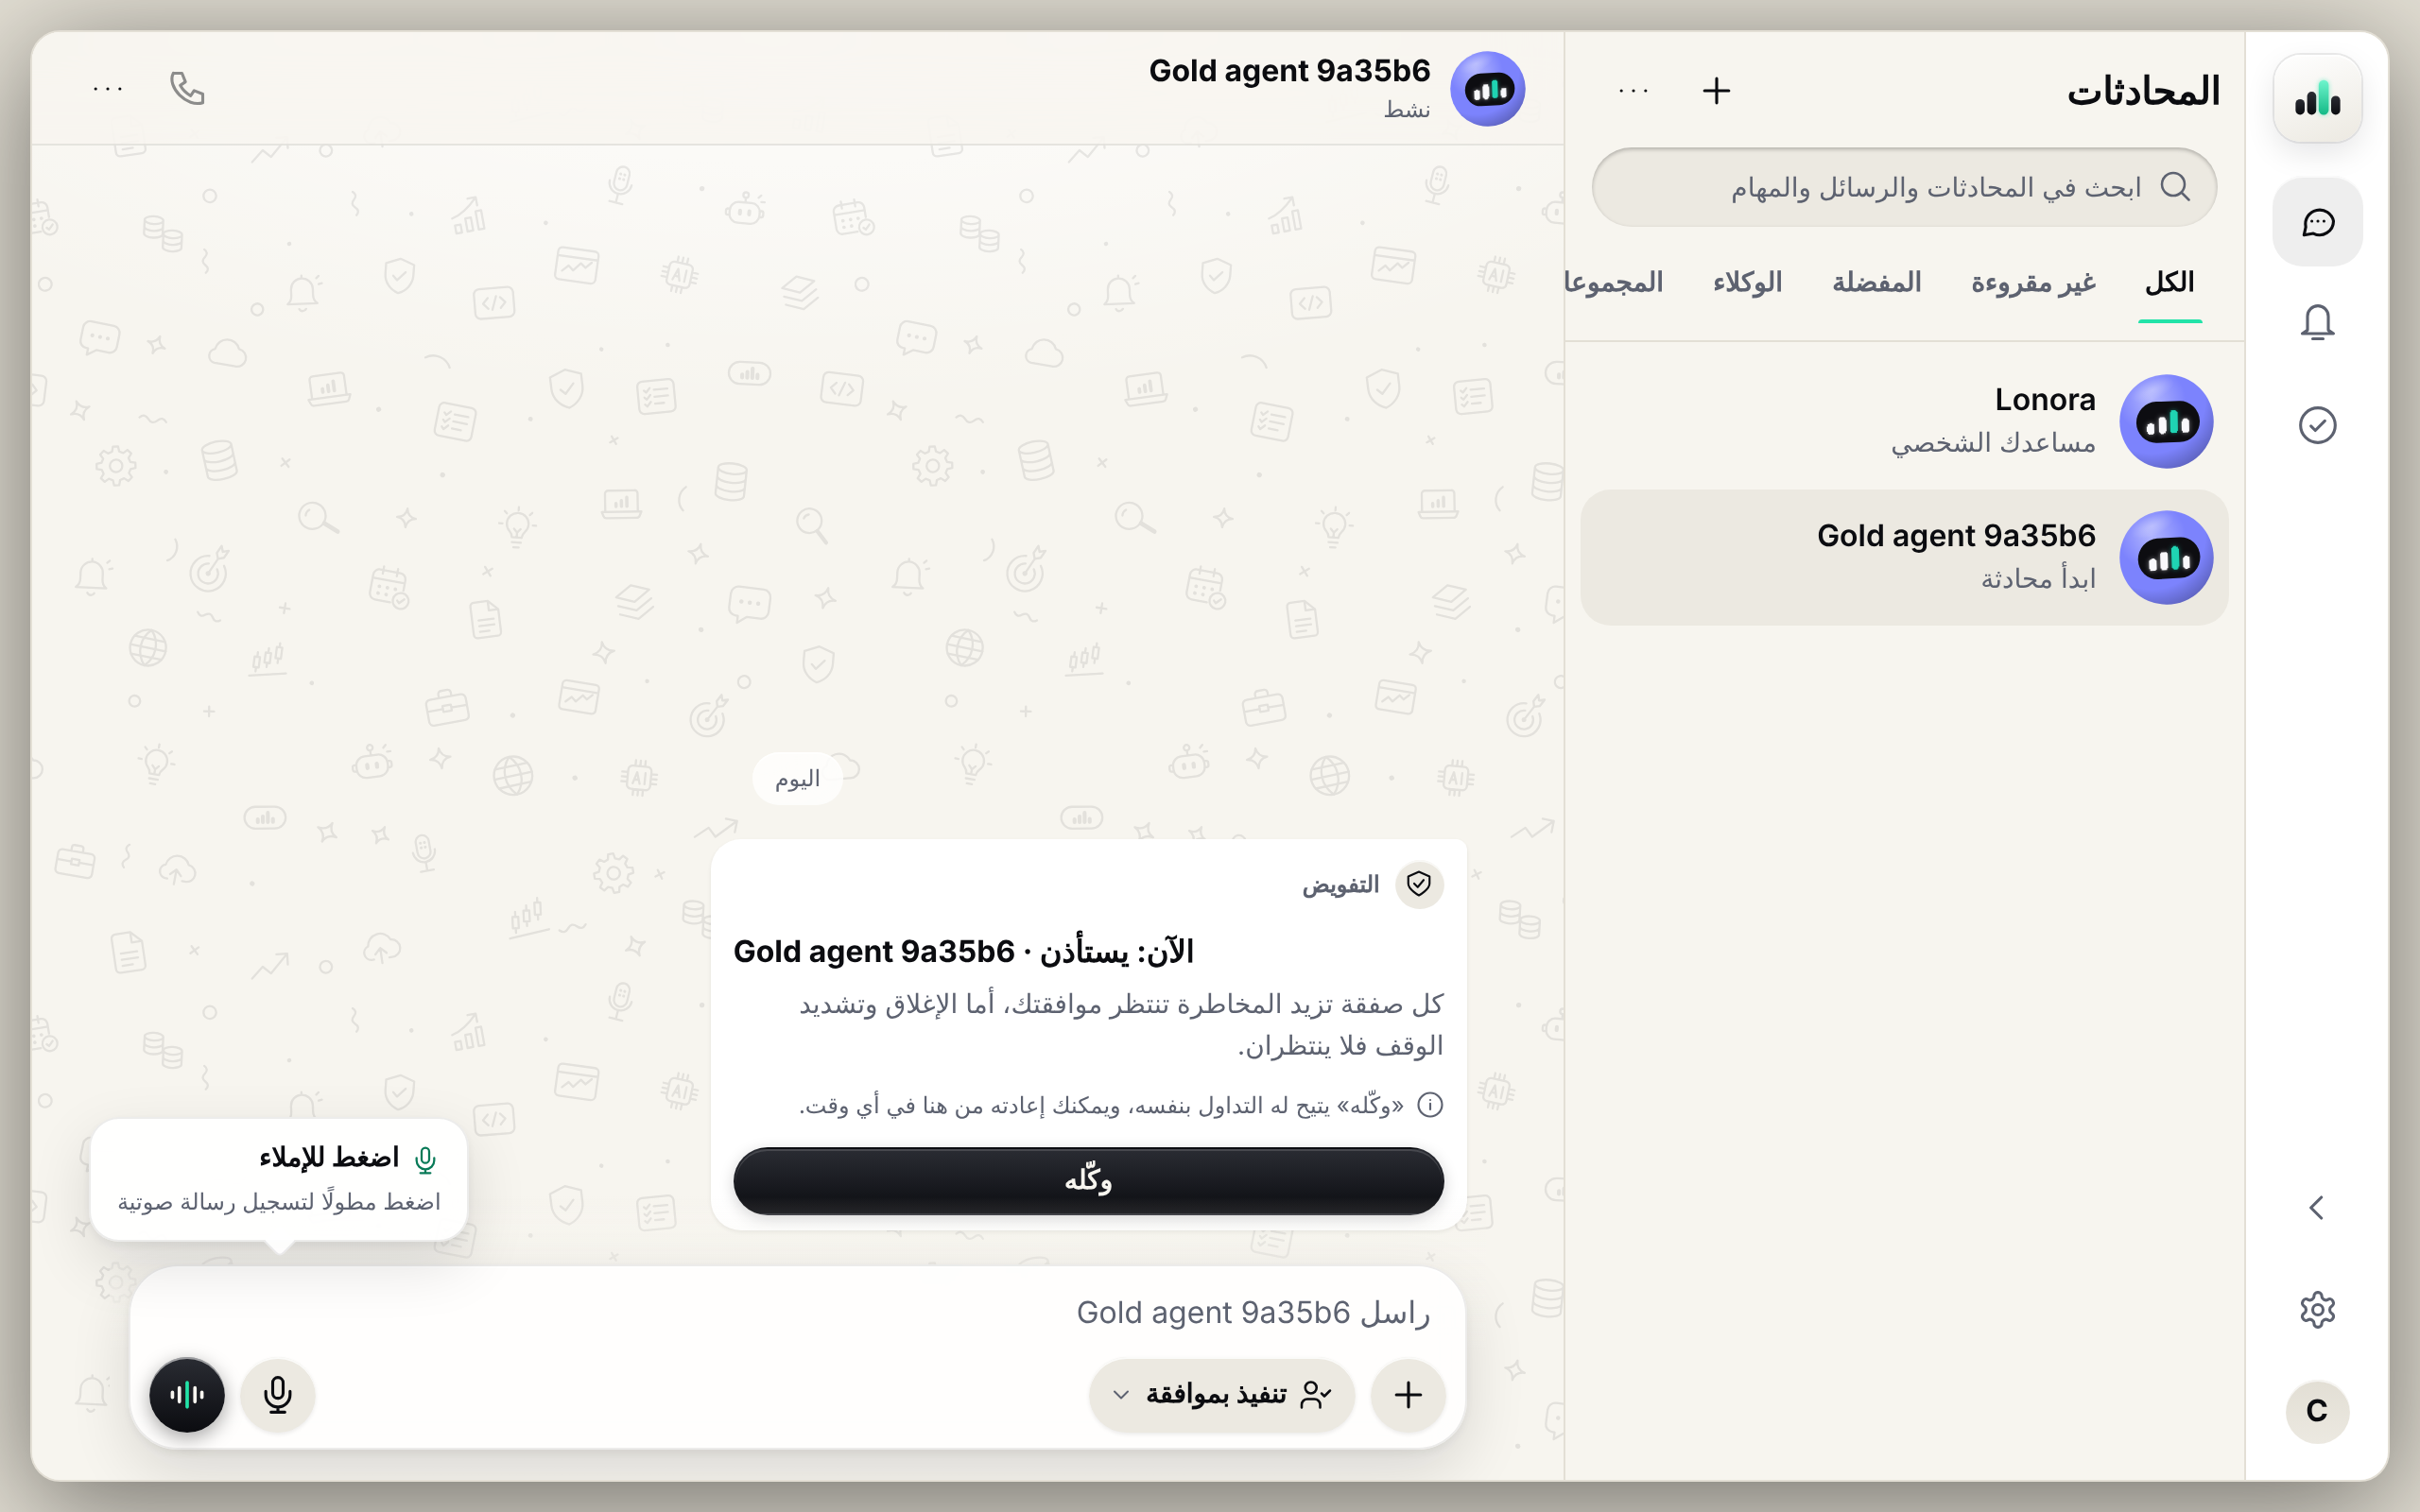 المحادثات
ابحث في المحادثات والرسائل والمهام
الكل
غير مقروءة
المفضلة
الوكلاء
المجموعا
Lonora
مساعدك الشخصي
Gold agent 9a35b6
ابدأ محادثة
C
Gold agent 9a35b6
نشط
اليوم
التفويض
Gold agent 9a35b6 · الآن: يستأذن
كل صفقة تزيد المخاطرة تنتظر موافقتك، أما الإغلاق وتشديد
الوقف فلا ينتظران.
«وكّله» يتيح له التداول بنفسه، ويمكنك إعادته من هنا في أي وقت.
وكّله
اضغط للإملاء
اضغط مطولًا لتسجيل رسالة صوتية
راسل Gold agent 9a35b6
تنفيذ بموافقة